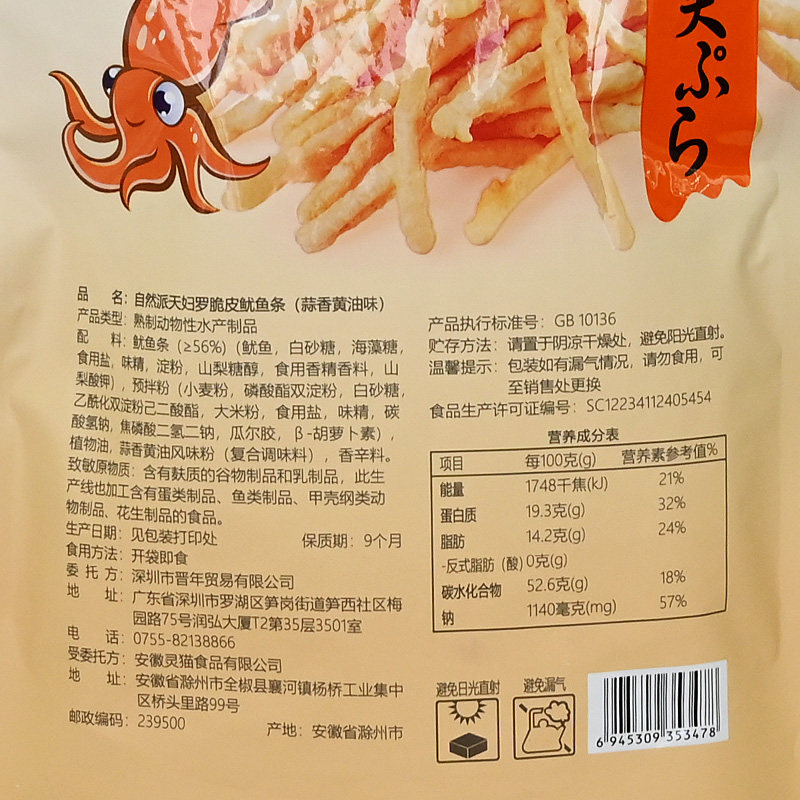 天ぷら
品　　名：自然派天妇罗脆皮鱿鱼条（蒜香黄油味）
产品类型：熟制动物性水产制品
配　　料：鱿鱼条（≥56%）（鱿鱼，白砂糖，海藻糖，
食用盐，味精，淀粉，山梨糖醇，食用香精香料，山
梨酸钾），预拌粉（小麦粉，磷酸酯双淀粉，白砂糖，
乙酰化双淀粉己二酸酯，大米粉，食用盐，味精，碳
酸氢钠，焦磷酸二氢二钠，瓜尔胶，β-胡萝卜素），
植物油，蒜香黄油风味粉（复合调味料），香辛料。
致敏原物质：含有麸质的谷物制品和乳制品，此生
产线也加工含有蛋类制品、鱼类制品、甲壳纲类动
物制品、花生制品的食品。
生产日期：见包装打印处　　保质期：9个月
食用方法：开袋即食
委 托 方：深圳市晋年贸易有限公司
地　　址：广东省深圳市罗湖区笋岗街道笋西社区梅
园路75号润弘大厦T2第35层3501室
电　　话：0755-82138866
受委托方：安徽灵猫食品有限公司
地　　址：安徽省滁州市全椒县襄河镇杨桥工业集中
区桥头里路99号
邮政编码：239500　　产地：安徽省滁州市
产品执行标准号：GB 10136
贮存方法：请置于阴凉干燥处，避免阳光直射。
温馨提示：包装如有漏气情况，请勿食用，可
至销售处更换
食品生产许可证编号：SC12234112405454
营养成分表
项目　每100克(g)　营养素参考值%
能量　1748千焦(kJ)　21%
蛋白质　19.3克(g)　32%
脂肪　14.2克(g)　24%
-反式脂肪（酸）0克(g)
碳水化合物　52.6克(g)　18%
钠　1140毫克(mg)　57%
避免日光直射　避免漏气
6 945309 353478